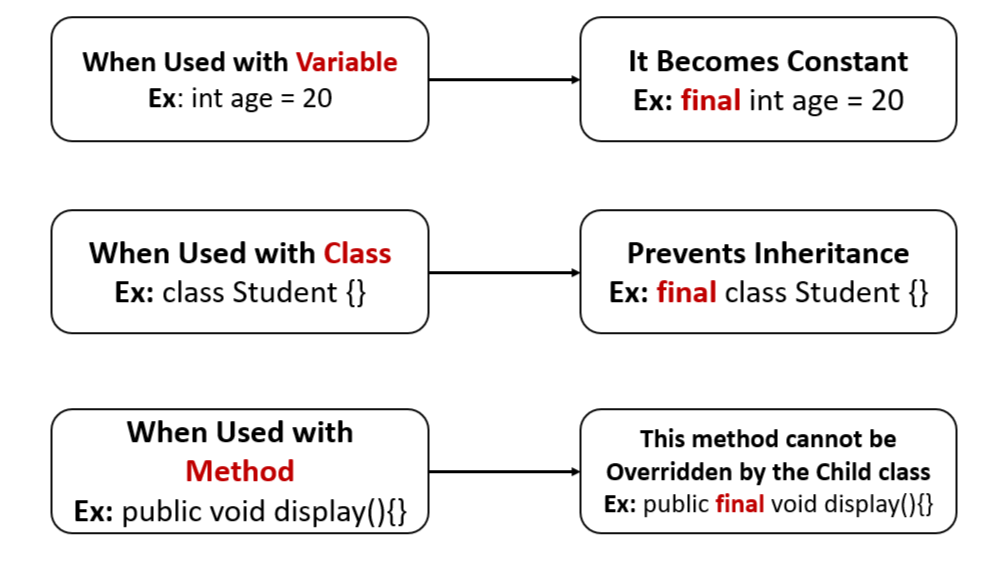 When Used with Variable
Ex: int age = 20
It Becomes Constant
Ex: final int age = 20
When Used with Class
Ex: class Student {}
Prevents Inheritance
Ex: final class Student {}
When Used with
Method
Ex: public void display(){}
This method cannot be
Overridden by the Child class
Ex: public final void display(){}